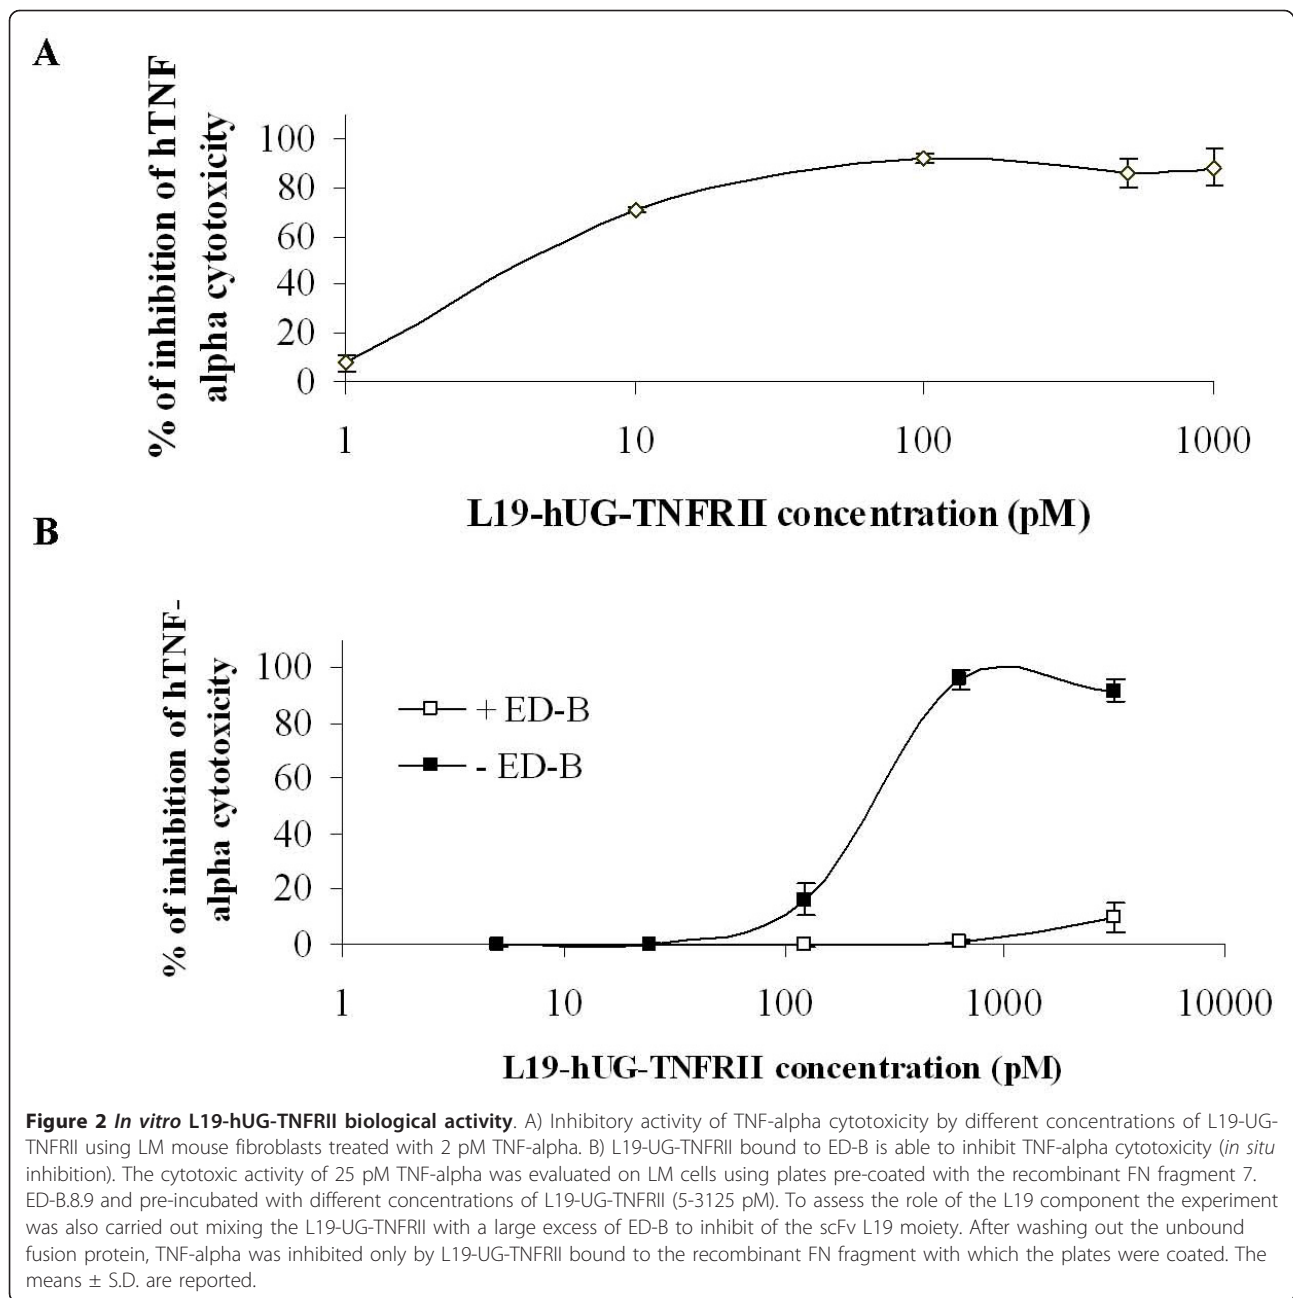 A
% of inhibition of hTNF
alpha cytotoxicity
100
80
60
40
20
0
1
10
100
1000
L19-hUG-TNFRII concentration (pM)
B
% of inhibition of hTNF-
alpha cytotoxicity
100
80
60
40
20
0
+ ED-B
- ED-B
1
10
100
1000
10000
L19-hUG-TNFRII concentration (pM)
Figure 2 In vitro L19-hUG-TNFRII biological activity. A) Inhibitory activity of TNF-alpha cytotoxicity by different concentrations of L19-UG-
TNFRII using LM mouse fibroblasts treated with 2 pM TNF-alpha. B) L19-UG-TNFRII bound to ED-B is able to inhibit TNF-alpha cytotoxicity (in situ
inhibition). The cytotoxic activity of 25 pM TNF-alpha was evaluated on LM cells using plates pre-coated with the recombinant FN fragment 7.
ED-B.8.9 and pre-incubated with different concentrations of L19-UG-TNFRII (5-3125 pM). To assess the role of the L19 component the experiment
was also carried out mixing the L19-UG-TNFRII with a large excess of ED-B to inhibit of the scFv L19 moiety. After washing out the unbound
fusion protein, TNF-alpha was inhibited only by L19-UG-TNFRII bound to the recombinant FN fragment with which the plates were coated. The
means ± S.D. are reported.